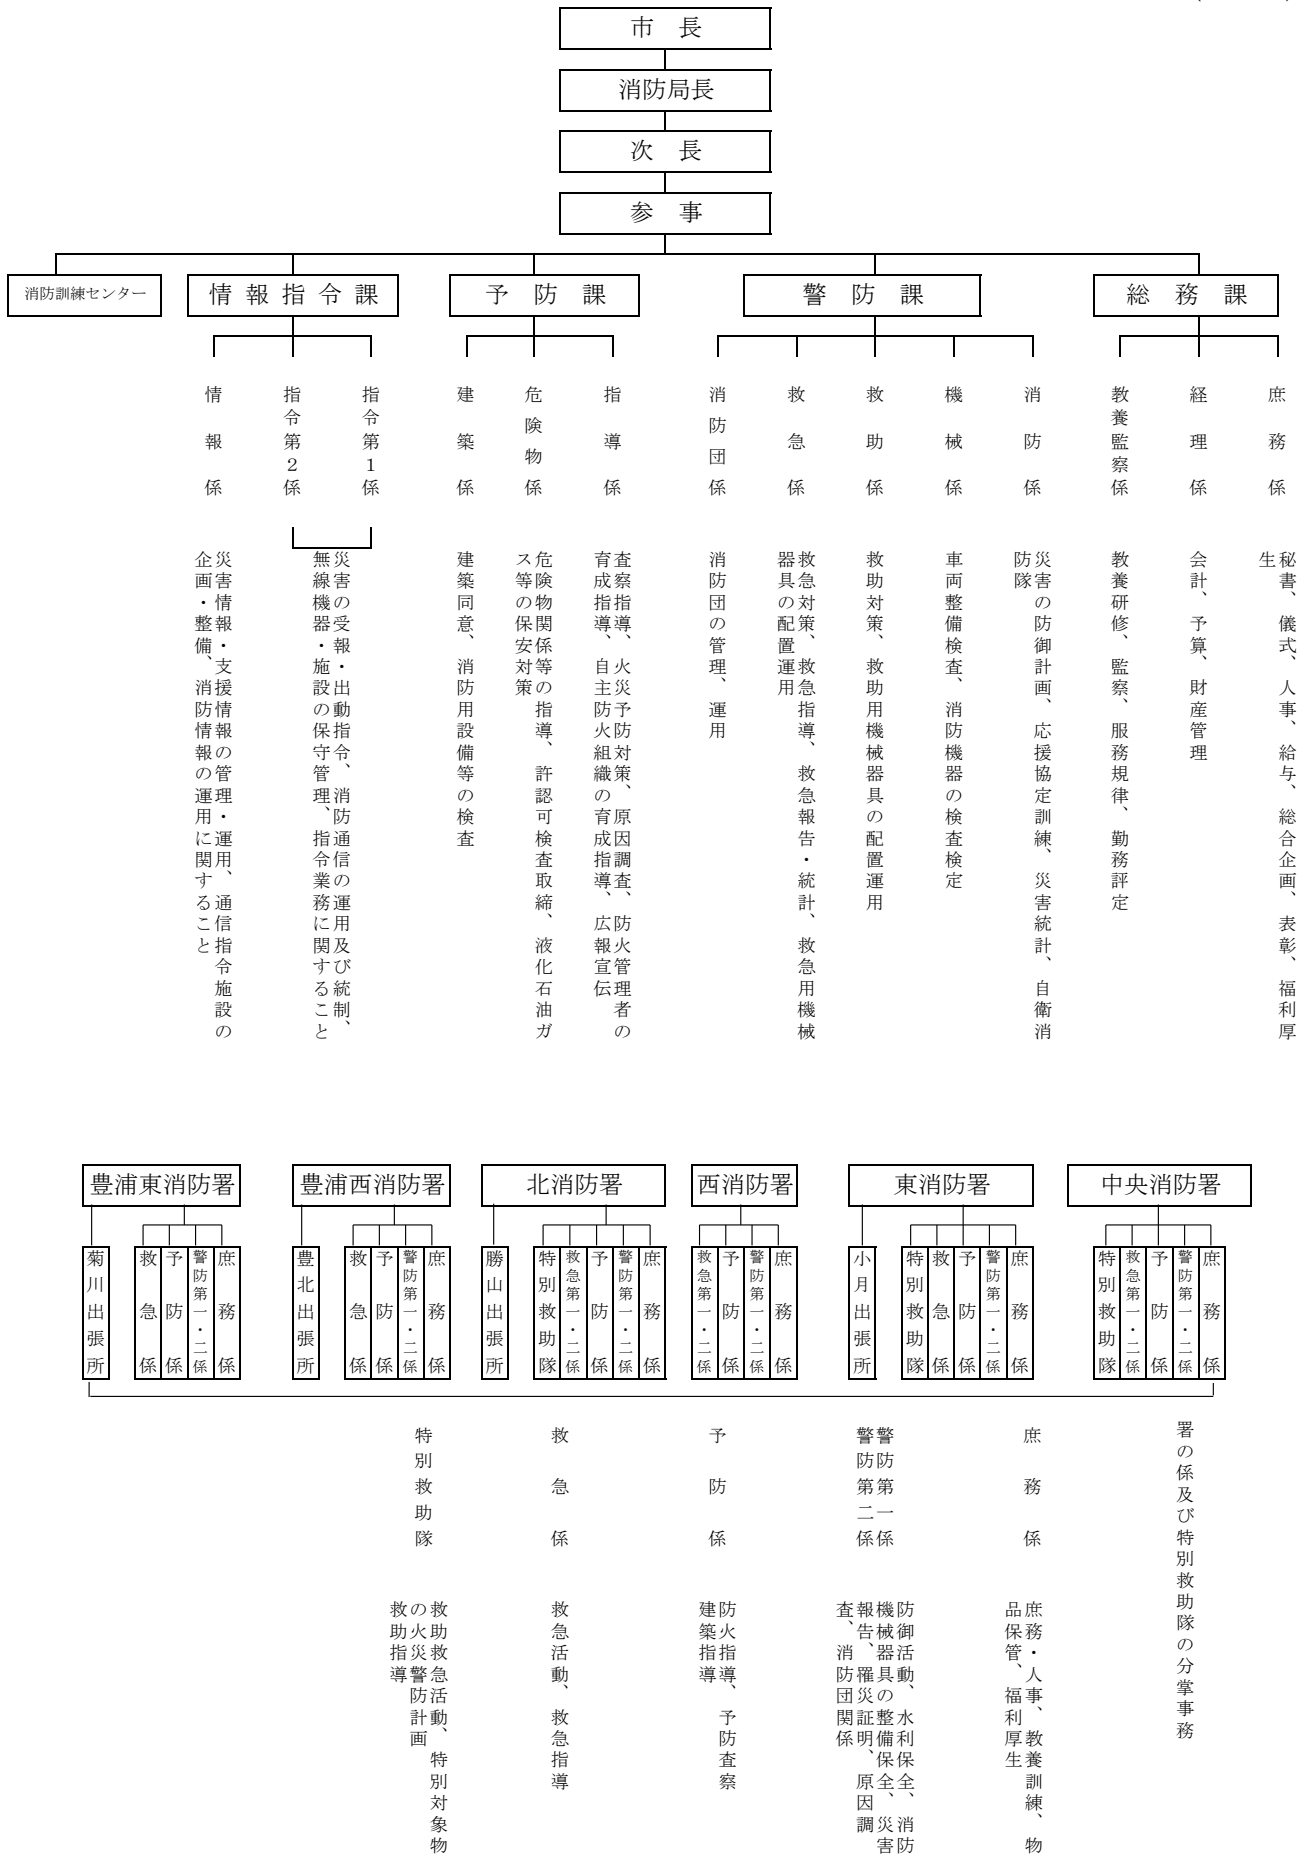 市　長
消防局長
次　長
参　事
総　務　課
警　防　課
予　防　課
情 報 指 令 課
消防訓練センター
庶務係
経理係
教養監察係
消防係
機械係
救助係
救急係
消防団係
指導係
危険物係
建築係
指令第1係
指令第2係
情報係
秘書、儀式、人事、給与、総合企画、表彰、福利厚
生
会計、予算、財産管理
教養研修、監察、服務規律、勤務評定
災害の防御計画、応援協定訓練、災害統計、自衛消
防隊
車両整備検査、消防機器の検査検定
救助対策、救助用機械器具の配置運用
救急対策、救急指導、救急報告・統計、救急用機械
器具の配置運用
消防団の管理、運用
査察指導、火災予防対策、原因調査、防火管理者の
育成指導、自主防火組織の育成指導、広報宣伝
危険物関係等の指導、許認可検査取締、液化石油ガ
ス等の保安対策
建築同意、消防用設備等の検査
災害の受報・出動指令、消防通信の運用及び統制、
無線機器・施設の保守管理、指令業務に関すること
災害情報・支援情報の管理・運用、通信指令施設の
企画・整備、消防情報の運用に関すること
中央消防署
庶務係
警防第一・二係
予防係
救急第一・二係
特別救助隊
東消防署
庶務係
警防第一・二係
予防係
救急係
特別救助隊
小月出張所
西消防署
庶務係
警防第一・二係
予防係
救急第一・二係
北消防署
庶務係
警防第一・二係
予防係
救急第一・二係
特別救助隊
勝山出張所
豊浦西消防署
庶務係
警防第一・二係
予防係
救急係
豊北出張所
豊浦東消防署
庶務係
警防第一・二係
予防係
救急係
菊川出張所
署の係及び特別救助隊の分掌事務
庶務係
庶務・人事、教養訓練、物
品保管、福利厚生
警防第一係
警防第二係
防御活動、水利保全、消防
機械器具の整備保全、災害
報告、罹災証明、原因調
査、消防団関係
予防係
防火指導、予防査察
建築指導
救急係
救急活動、救急指導
特別救助隊
救助救急活動、特別対象物
の火災警防計画
救助指導